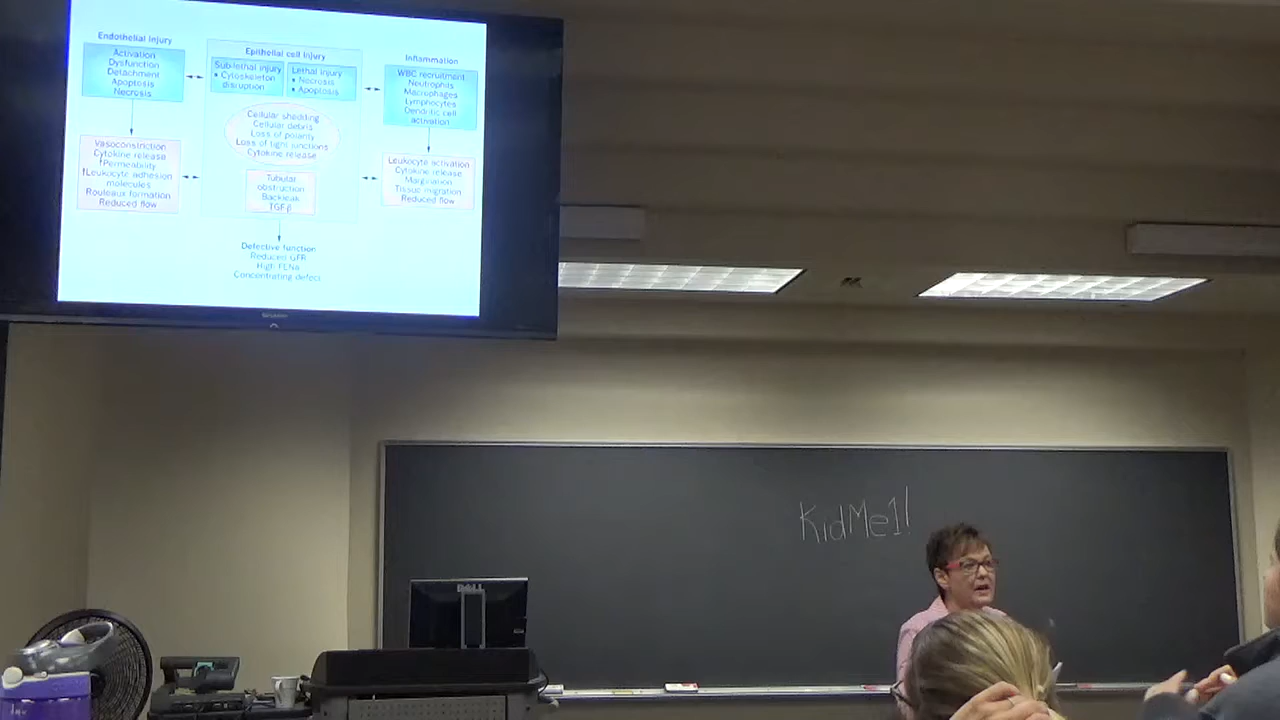 Endothelial Injury
Activation
Dysfunction
Detachment
Apoptosis
Necrosis
Vasoconstriction
Cytokine release
↑Permeability
↑Leukocyte adhesion
molecules
Rouleaux formation
Reduced flow
Epithelial cell injury
Sub-lethal injury
• Cytoskeleton
disruption
Lethal injury
• Necrosis
• Apoptosis
Cellular shedding
Cellular debris
Loss of polarity
Loss of tight junctions
Cytokine release
Tubular
obstruction
Backleak
TGF-β
Defective function
Reduced GFR
High FENa
Concentrating defect
Inflammation
WBC recruitment
Neutrophils
Macrophages
Lymphocytes
Dendritic cell
activation
Leukocyte activation
Cytokine release
Margination
Tissue migration
Reduced flow
SHARP
KidMe1!
DELL